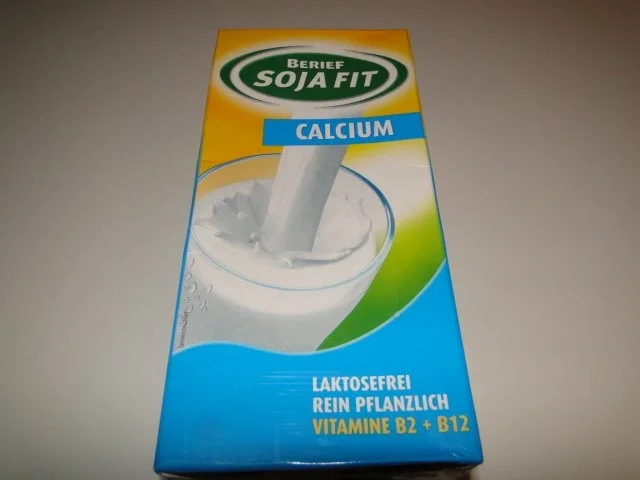 BERIEF
SOJA FIT
CALCIUM
LAKTOSEFREI
REIN PFLANZLICH
VITAMINE B2 + B12